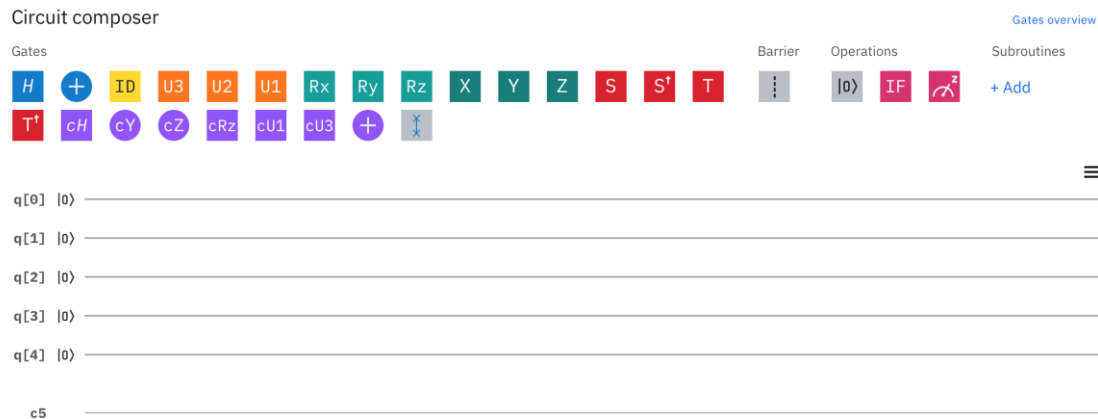 Circuit composer
Gates overview
Gates Barrier Operations Subroutines
H + ID U3 U2 U1 Rx Ry Rz X Y Z S S† T |0⟩ IF z + Add
T† cH cY cZ cRz cU1 cU3 +
q[0] |0⟩
q[1] |0⟩
q[2] |0⟩
q[3] |0⟩
q[4] |0⟩
c5